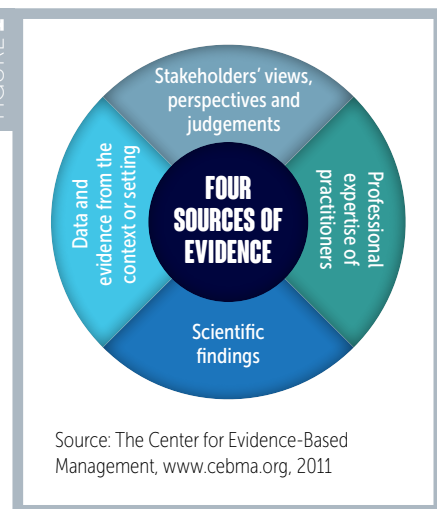 FIGURE
Stakeholders' views,
perspectives and
judgements
Data and
evidence from the
context or setting
FOUR
SOURCES OF
EVIDENCE
Professional
expertise of
practitioners
Scientific
findings
Source: The Center for Evidence-Based
Management, www.cebma.org, 2011